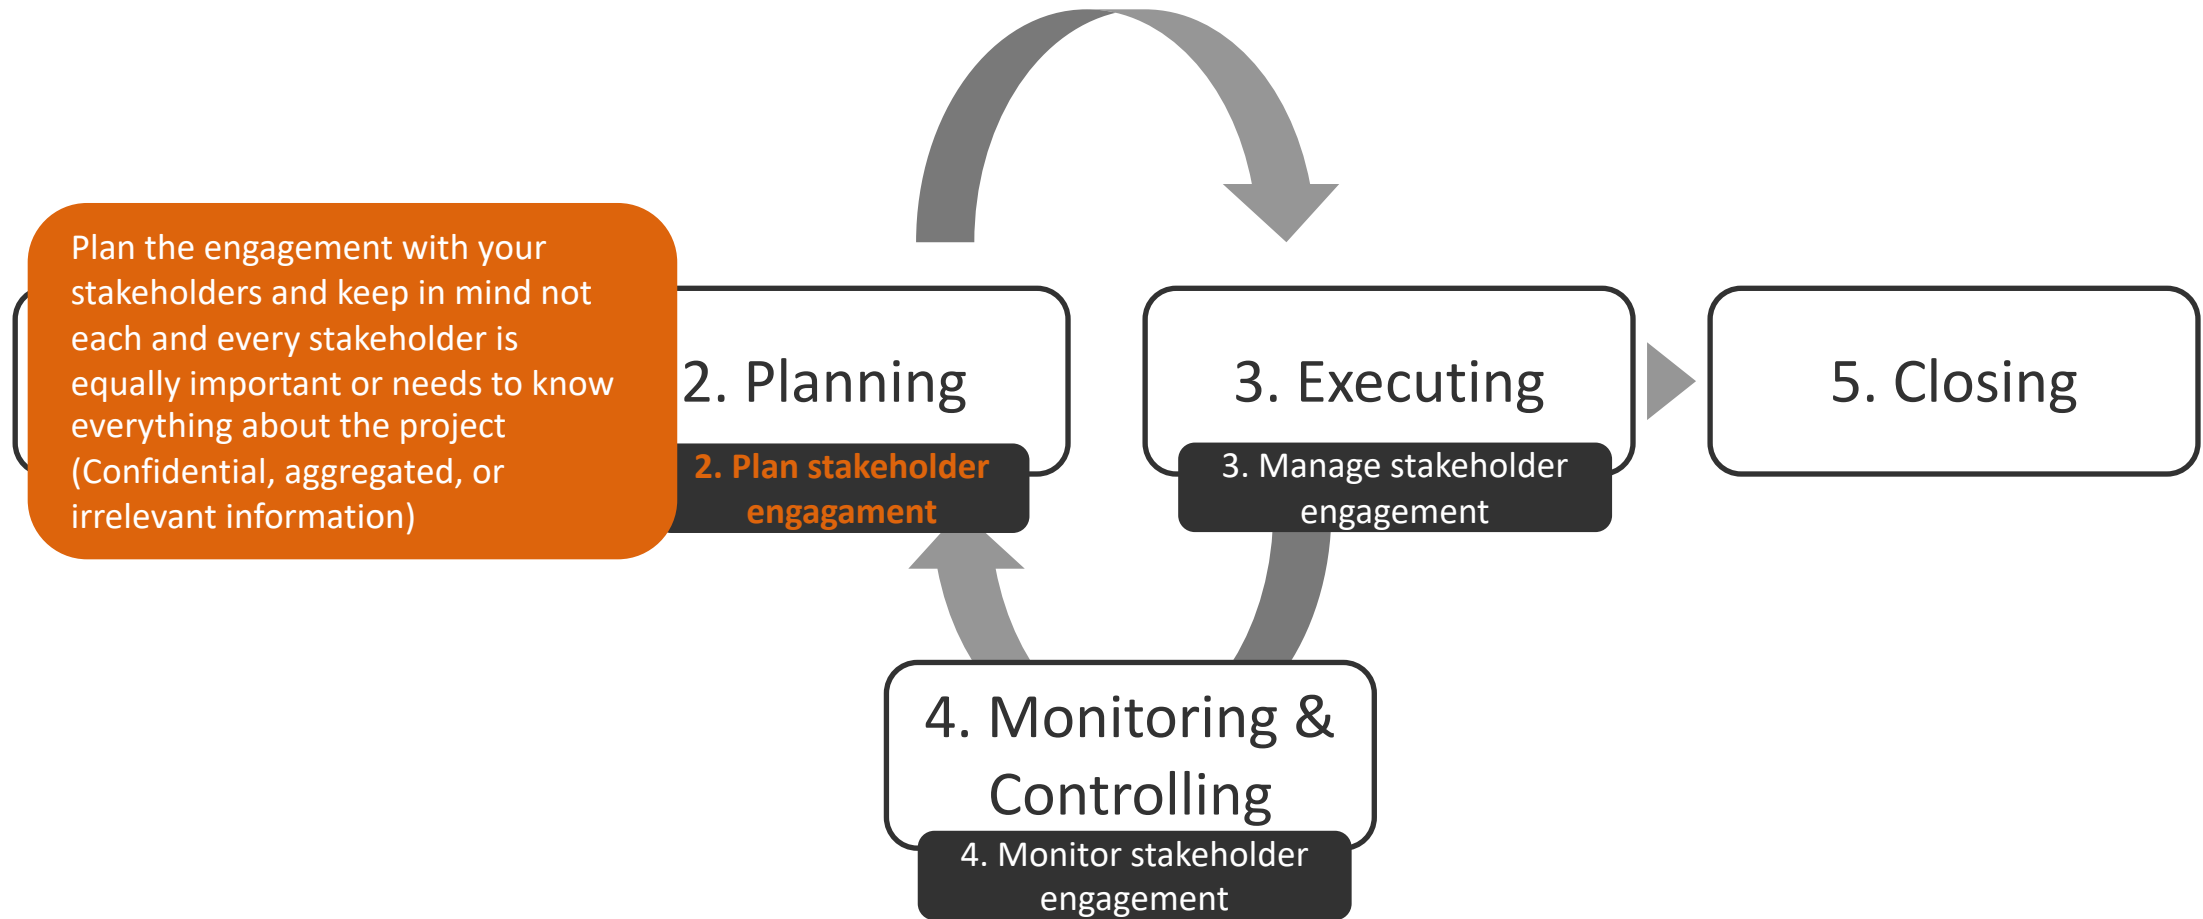 Plan the engagement with your
stakeholders and keep in mind not
each and every stakeholder is
equally important or needs to know
everything about the project
(Confidential, aggregated, or
irrelevant information)
2. Planning
2. Plan stakeholder
engagament
3. Executing
3. Manage stakeholder
engagement
5. Closing
4. Monitoring &
Controlling
4. Monitor stakeholder
engagement